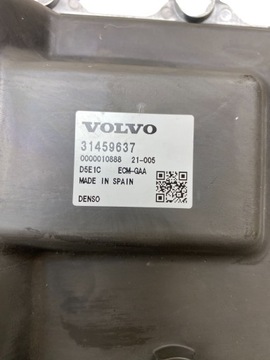 VOLVO
31459637
0000010888 21-005
D5E1C ECM-GAA
MADE IN SPAIN
DENSO